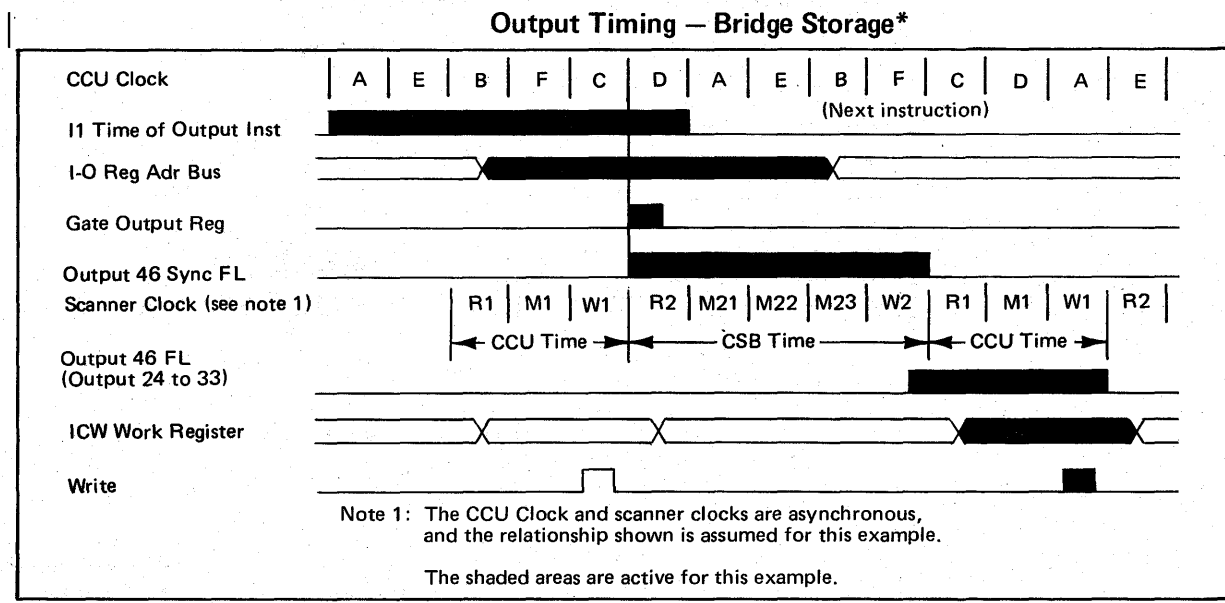 Output Timing — Bridge Storage*
CCU Clock A E B F C D A E B F C D A E
(Next instruction)
I1 Time of Output Inst
I-O Reg Adr Bus
Gate Output Reg
Output 46 Sync FL
Scanner Clock (see note 1) R1 M1 W1 R2 M21 M22 M23 W2 R1 M1 W1 R2
CCU Time CSB Time CCU Time
Output 46 FL
(Output 24 to 33)
ICW Work Register
Write
Note 1: The CCU Clock and scanner clocks are asynchronous,
and the relationship shown is assumed for this example.
The shaded areas are active for this example.